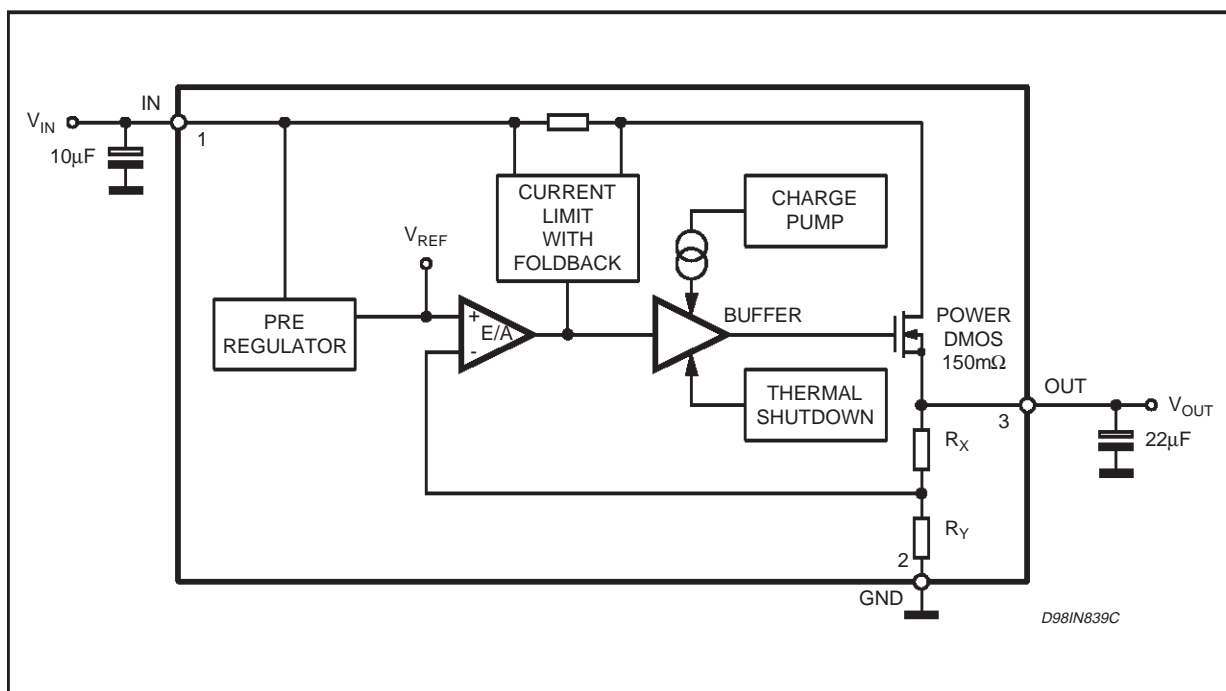 IN
V_IN
1
10μF
CURRENT
LIMIT
WITH
FOLDBACK
CHARGE
PUMP
V_REF
PRE
REGULATOR
+
E/A
-
BUFFER
POWER
DMOS
150mΩ
THERMAL
SHUTDOWN
OUT
3
V_OUT
22μF
R_X
R_Y
2
GND
D98IN839C